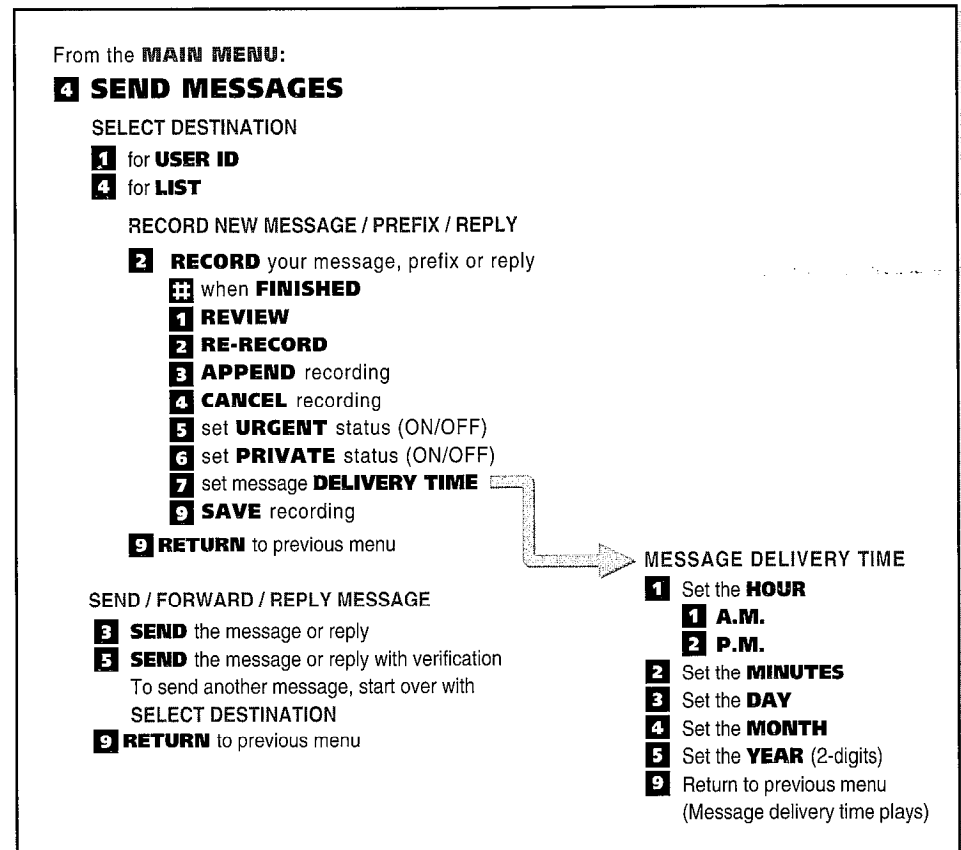 From the MAIN MENU:
4 SEND MESSAGES
SELECT DESTINATION
1 for USER ID
4 for LIST
RECORD NEW MESSAGE / PREFIX / REPLY
2 RECORD your message, prefix or reply
# when FINISHED
1 REVIEW
2 RE-RECORD
3 APPEND recording
4 CANCEL recording
5 set URGENT status (ON/OFF)
6 set PRIVATE status (ON/OFF)
7 set message DELIVERY TIME
9 SAVE recording
9 RETURN to previous menu
SEND / FORWARD / REPLY MESSAGE
3 SEND the message or reply
5 SEND the message or reply with verification
To send another message, start over with
SELECT DESTINATION
9 RETURN to previous menu
MESSAGE DELIVERY TIME
1 Set the HOUR
1 A.M.
2 P.M.
2 Set the MINUTES
3 Set the DAY
4 Set the MONTH
5 Set the YEAR (2-digits)
9 Return to previous menu
(Message delivery time plays)